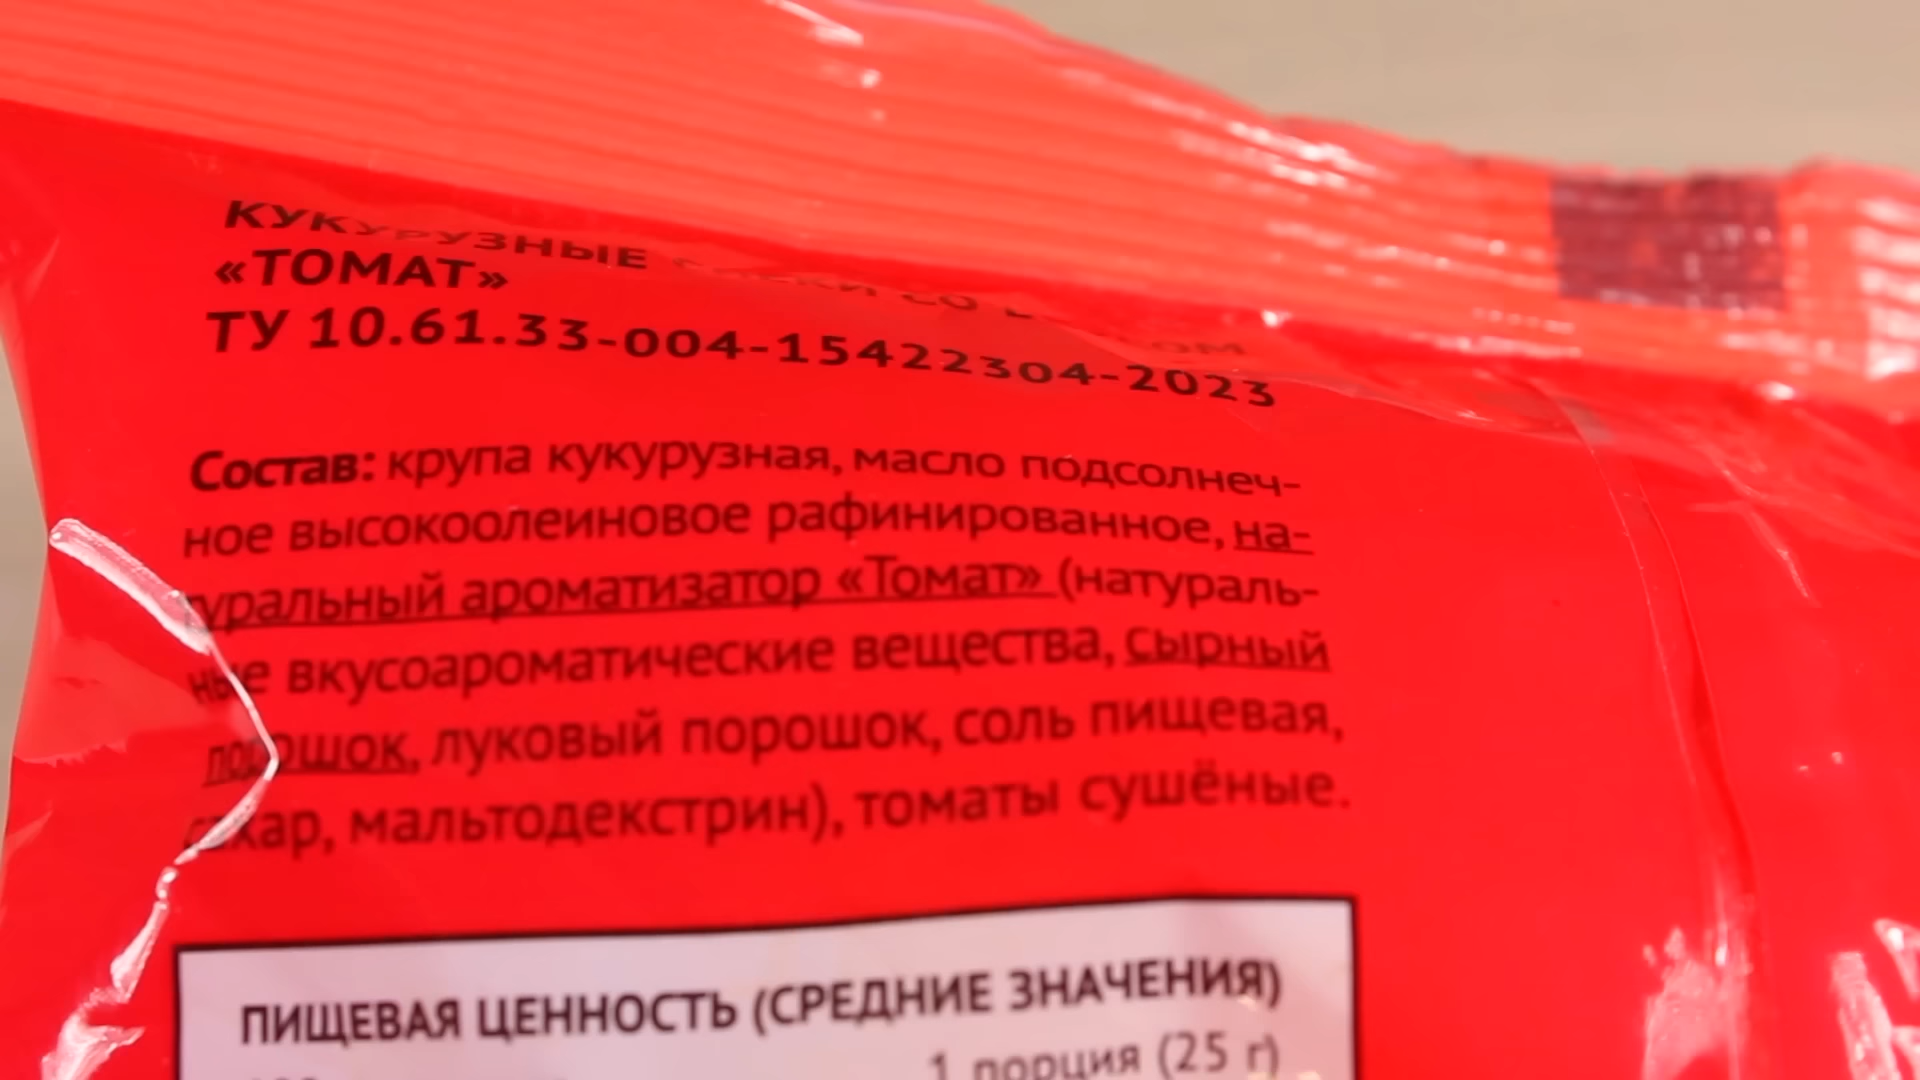 КУКУРУЗНЫЕ СО
«ТОМАТ»
ТУ 10.61.33-004-15422304-2023
Состав: крупа кукурузная, масло подсолнеч-
ное высокоолеиновое рафинированное, на-
туральный ароматизатор «Томат» (натураль-
ные вкусоароматические вещества, сырный
порошок, луковый порошок, соль пищевая,
сахар, мальтодекстрин), томаты сушёные.
ПИЩЕВАЯ ЦЕННОСТЬ (СРЕДНИЕ ЗНАЧЕНИЯ)
1 порция (25 г)